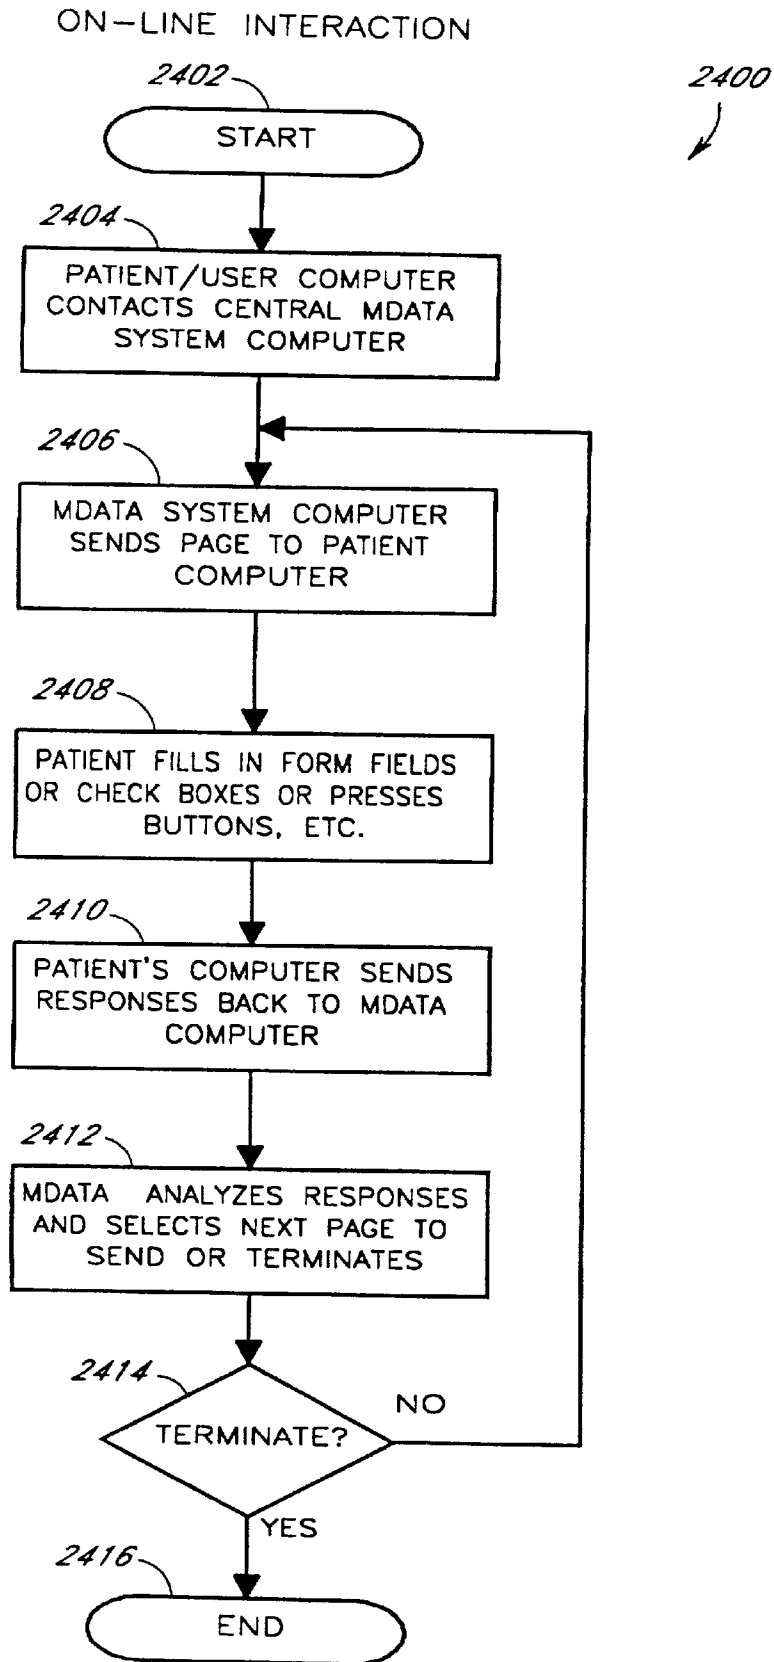 ON-LINE INTERACTION
2402
2400
START
2404
PATIENT/USER COMPUTER
CONTACTS CENTRAL MDATA
SYSTEM COMPUTER
2406
MDATA SYSTEM COMPUTER
SENDS PAGE TO PATIENT
COMPUTER
2408
PATIENT FILLS IN FORM FIELDS
OR CHECK BOXES OR PRESSES
BUTTONS, ETC.
2410
PATIENT'S COMPUTER SENDS
RESPONSES BACK TO MDATA
COMPUTER
2412
MDATA ANALYZES RESPONSES
AND SELECTS NEXT PAGE TO
SEND OR TERMINATES
2414
NO
TERMINATE?
YES
2416
END